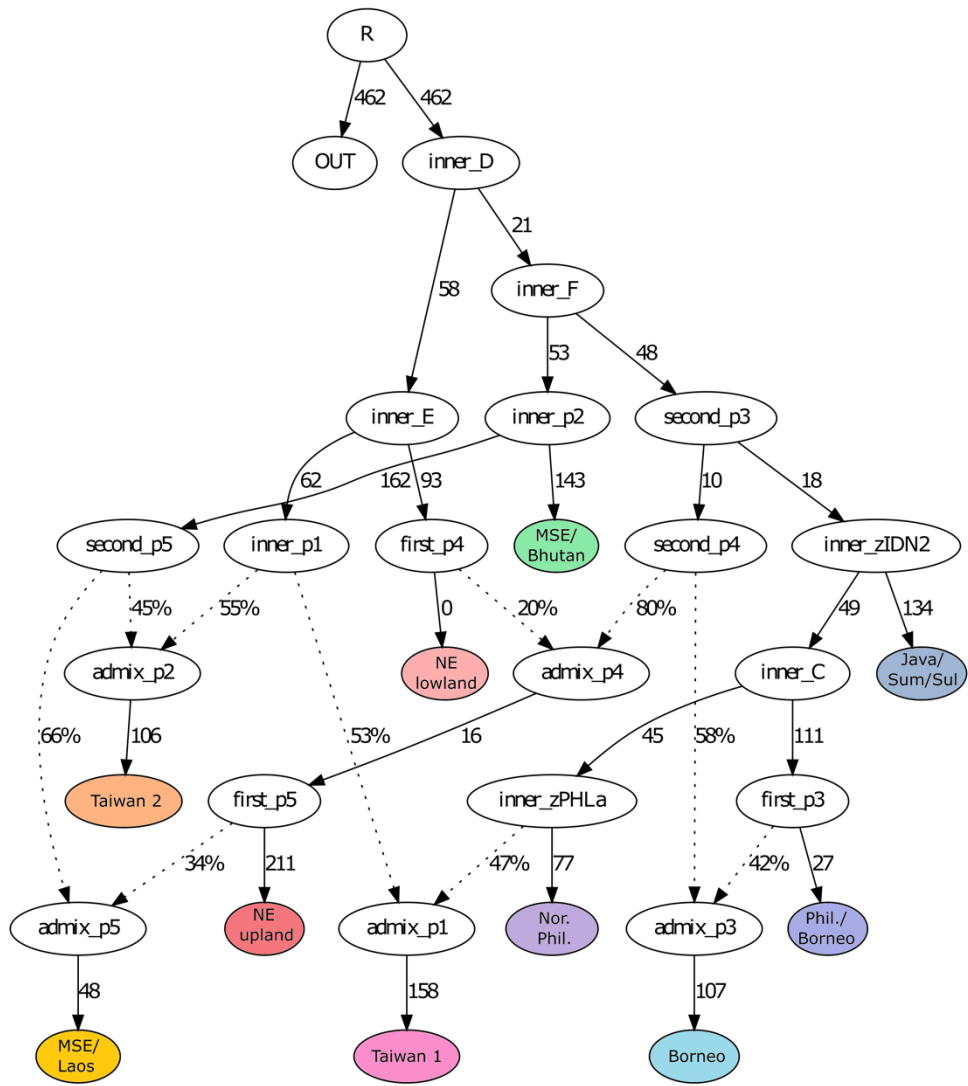 R
462
462
OUT
inner_D
21
58
inner_F
53
48
inner_E
inner_p2
second_p3
62
162
93
143
10
18
second_p5
inner_p1
first_p4
MSE/
Bhutan
second_p4
inner_zIDN2
45%
55%
0
20%
80%
49
134
admix_p2
NE
lowland
admix_p4
inner_C
Java/
Sum/Sul
66%
106
53%
16
45
58%
111
Taiwan 2
first_p5
inner_zPHLa
first_p3
34%
211
47%
77
42%
27
admix_p5
NE
upland
admix_p1
Nor.
Phil.
admix_p3
Phil./
Borneo
48
158
107
MSE/
Laos
Taiwan 1
Borneo